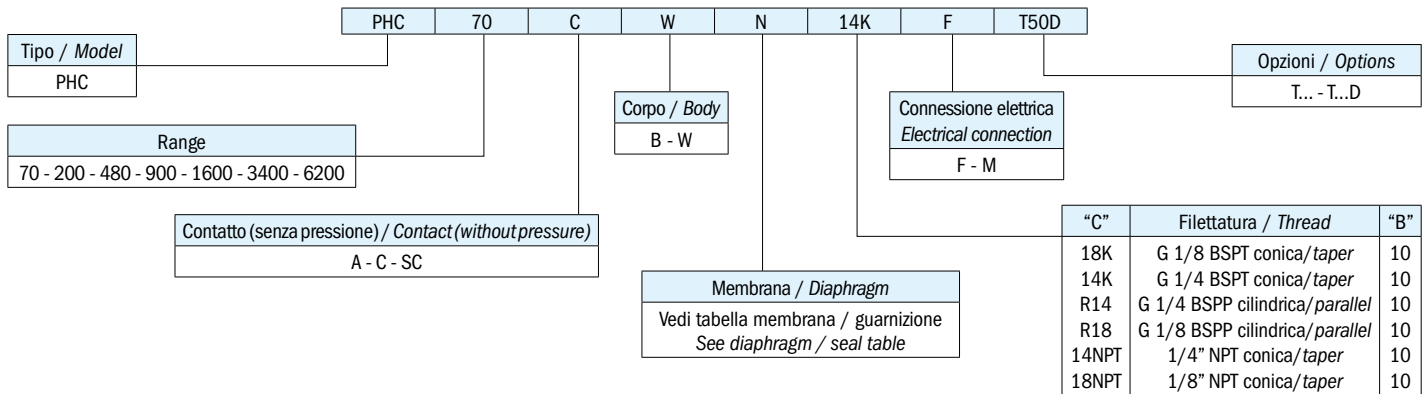 PHC 70 C W N 14K F T50D
Tipo / Model
PHC
Opzioni / Options
T... - T...D
Corpo / Body
B - W
Connessione elettrica
Electrical connection
F - M
Range
70 - 200 - 480 - 900 - 1600 - 3400 - 6200
Contatto (senza pressione) / Contact (without pressure)
A - C - SC
Membrana / Diaphragm
Vedi tabella membrana / guarnizione
See diaphragm / seal table
“C” Filettatura / Thread “B”
18K G 1/8 BSPT conica/taper 10
14K G 1/4 BSPT conica/taper 10
R14 G 1/4 BSPP cilindrica/parallel 10
R18 G 1/8 BSPP cilindrica/parallel 10
14NPT 1/4” NPT conica/taper 10
18NPT 1/8” NPT conica/taper 10